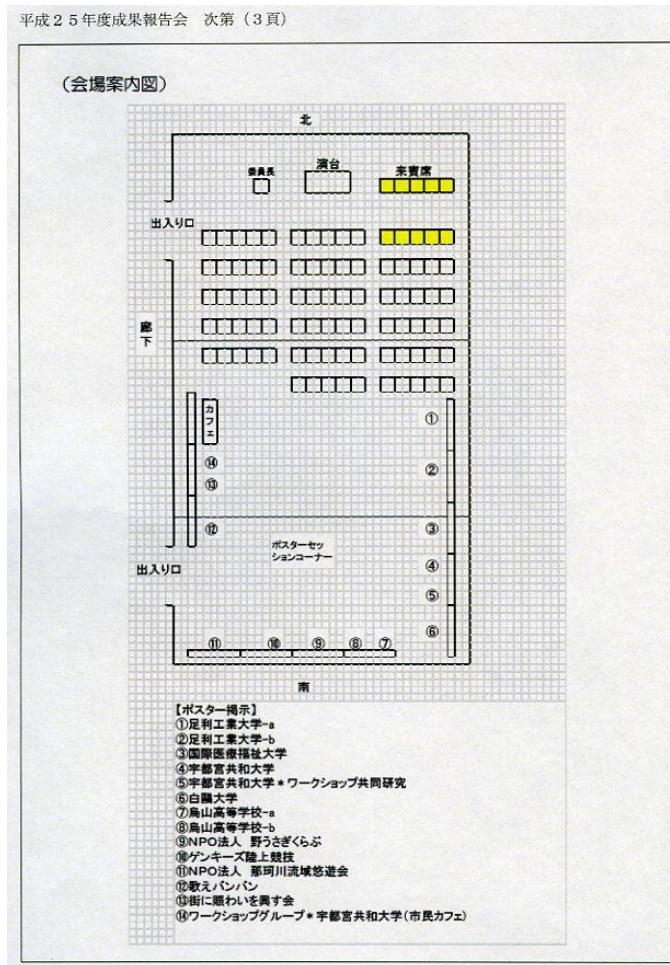 平成25年度成果報告会 次第(3頁)
(会場案内図)
北
委員長
演台
来賓席
出入り口
廊下
カフェ
①
⑭
②
⑬
⑫
③
ポスターセッ
ションコーナー
④
出入り口
⑤
⑥
⑪
⑩
⑨
⑧
⑦
南
【ポスター掲示】
①足利工業大学-a
②足利工業大学-b
③国際医療福祉大学
④宇都宮共和大学
⑤宇都宮共和大学*ワークショップ共同研究
⑥白鷗大学
⑦烏山高等学校-a
⑧烏山高等学校-b
⑨NPO法人 野うさぎくらぶ
⑩ゲンキーズ陸上競技
⑪NPO法人 那珂川流域悠遊会
⑫歌えバンバン
⑬街に賑わいを興す会
⑭ワークショップグループ*宇都宮共和大学(市民カフェ)